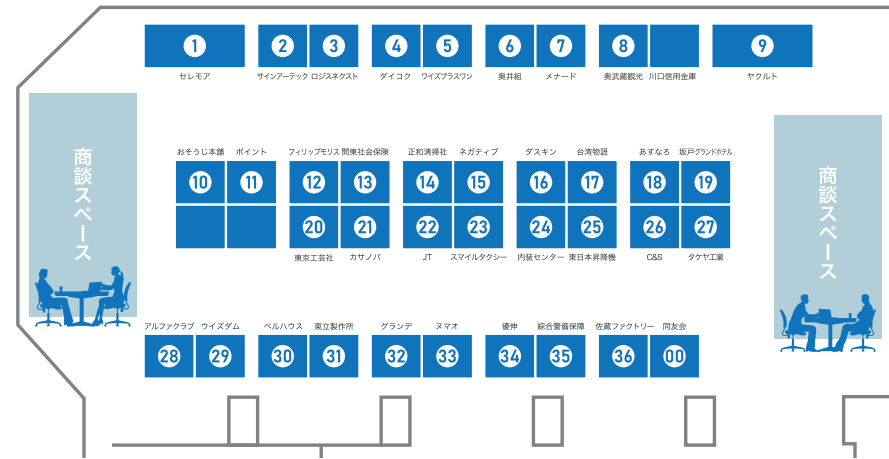 1 2 3 4 5 6 7 8 9
セレモア サインアーテック ロジスネクスト ダイコク ワイズプラスワン 奥井組 メナード 奥武蔵観光 川口信用金庫 ヤクルト
商談スペース
商談スペース
おそうじ本舗 ポイント フィリップモリス 関東社会保険 正和清掃社 ネガティブ ダスキン 台湾物語 あすなろ 坂戸グランドホテル
10 11 12 13 14 15 16 17 18 19
20 21 22 23 24 25 26 27
東京工芸社 カサノバ JT スマイルタクシー 内装センター 東日本昇降機 C&S タケヤ工業
アルファクラブ ウイズダム ベルハウス 東立製作所 グランデ ヌマオ 優伸 綜合警備保障 佐蔵ファクトリー 同友会
28 29 30 31 32 33 34 35 36 00